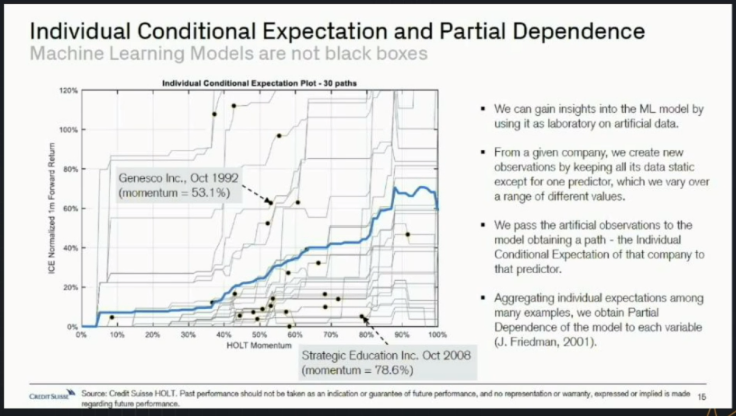 Individual Conditional Expectation and Partial Dependence
Machine Learning Models are not black boxes
Individual Conditional Expectation Plot - 30 paths
120%
100%
80%
60%
40%
20%
0%
ICE Normalized 1m Forward Return
Genesco Inc., Oct 1992
(momentum = 53.1%)
0% 10% 20% 30% 40% 50% 60% 70% 80% 90% 100%
HOLT Momentum
Strategic Education Inc. Oct 2008
(momentum = 78.6%)
▪ We can gain insights into the ML model by
using it as laboratory on artificial data.
▪ From a given company, we create new
observations by keeping all its data static
except for one predictor, which we vary over
a range of different values.
▪ We pass the artificial observations to the
model obtaining a path - the Individual
Conditional Expectation of that company to
that predictor.
▪ Aggregating individual expectations among
many examples, we obtain Partial
Dependence of the model to each variable
(J. Friedman, 2001).
CREDIT SUISSE
Source: Credit Suisse HOLT. Past performance should not be taken as an indication or guarantee of future performance, and no representation or warranty, expressed or implied is made
regarding future performance.
15